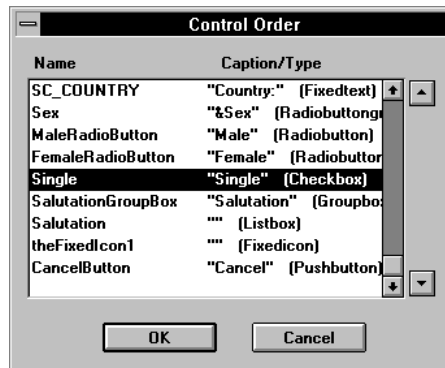 Control Order
Name Caption/Type
SC_COUNTRY "Country:" (Fixedtext)
Sex "&Sex" (Radiobuttongr
MaleRadioButton "Male" (Radiobutton)
FemaleRadioButton "Female" (Radiobutton
Single "Single" (Checkbox)
SalutationGroupBox "Salutation" (Groupbox
Salutation "" (Listbox)
theFixedIcon1 "" (Fixedicon)
CancelButton "Cancel" (Pushbutton)
OK Cancel